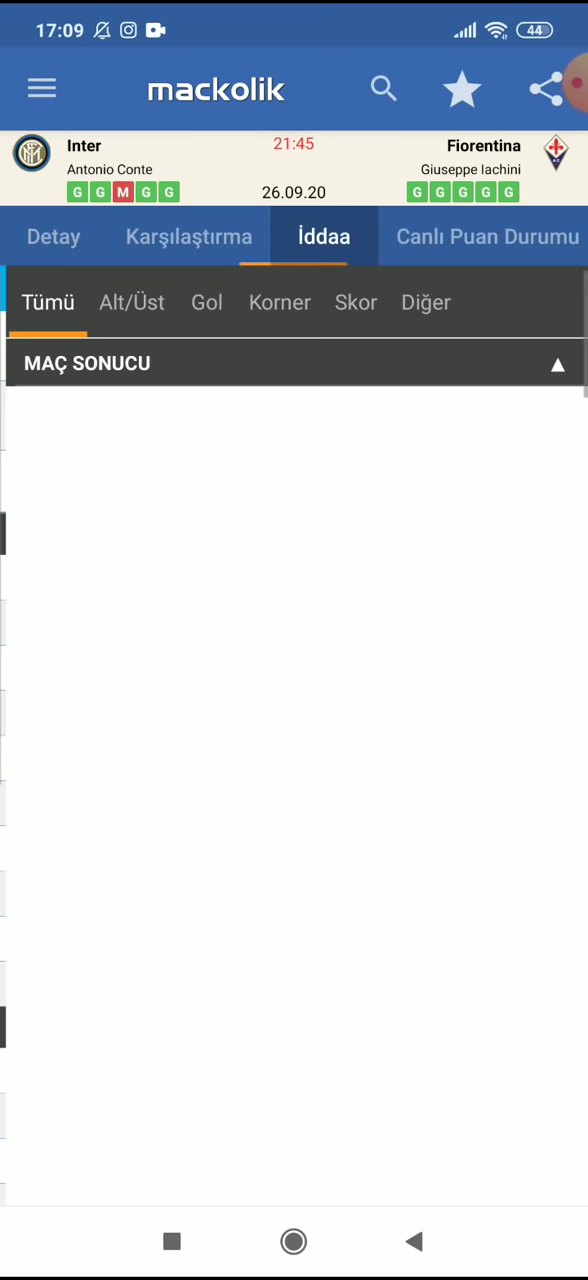 17:09 44
mackolik
Inter 21:45 Fiorentina
Antonio Conte Giuseppe Iachini
G G M G G 26.09.20 G G G G G
Detay Karşılaştırma İddaa Canlı Puan Durumu
Tümü Alt/Üst Gol Korner Skor Diğer
MAÇ SONUCU ▲